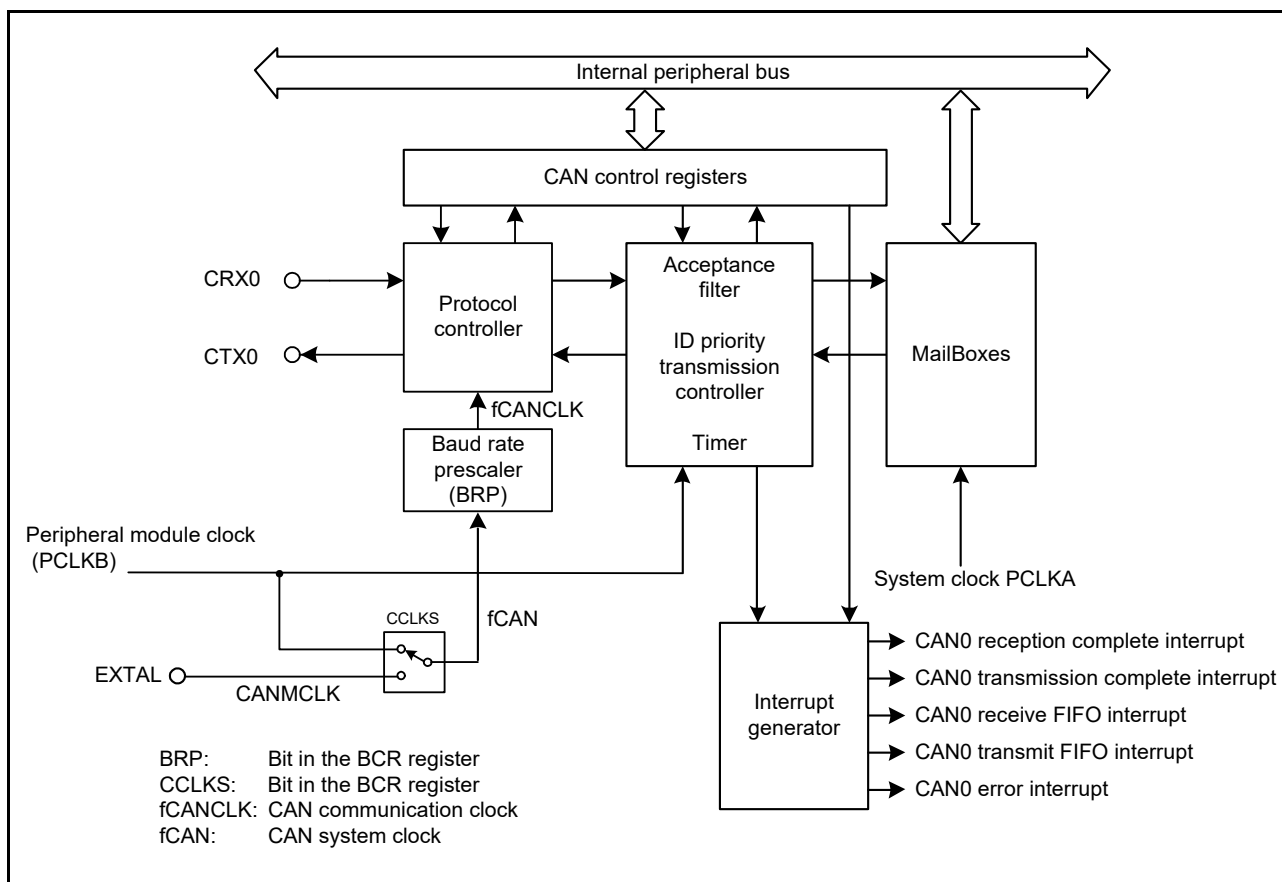 Internal peripheral bus
CAN control registers
CRX0
CTX0
Protocol
controller
Acceptance
filter
ID priority
transmission
controller
Timer
MailBoxes
fCANCLK
Baud rate
prescaler
(BRP)
Peripheral module clock
(PCLKB)
System clock PCLKA
CCLKS
fCAN
EXTAL
CANMCLK
Interrupt
generator
CAN0 reception complete interrupt
CAN0 transmission complete interrupt
CAN0 receive FIFO interrupt
CAN0 transmit FIFO interrupt
CAN0 error interrupt
BRP: Bit in the BCR register
CCLKS: Bit in the BCR register
fCANCLK: CAN communication clock
fCAN: CAN system clock